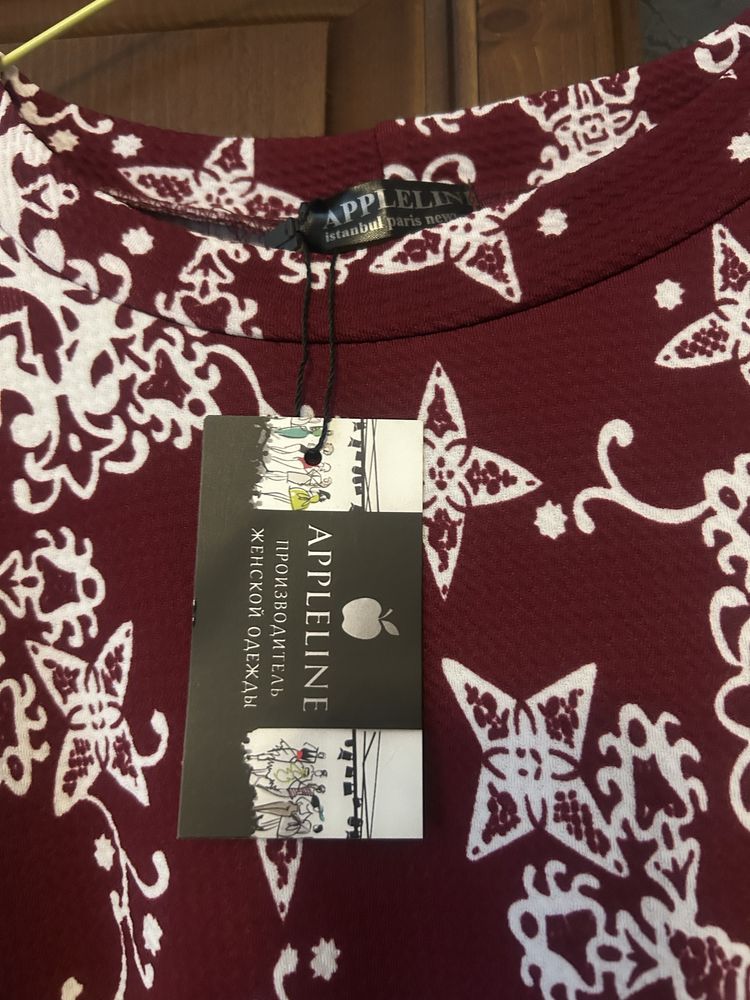 APPLELINE
istanbul paris new
APPLELINE
ПРОИЗВОДИТЕЛЬ
ЖЕНСКОЙ ОДЕЖДЫ